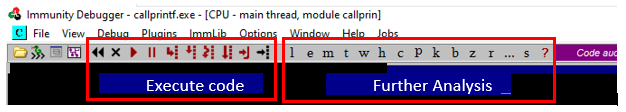 Immunity Debugger - callprintf.exe - [CPU - main thread, module callprin]
C File View Debug Plugins ImmLib Options Window Help Jobs
l e m t w h c P k b z r ... s ? Code aud
Execute code Further Analysis _